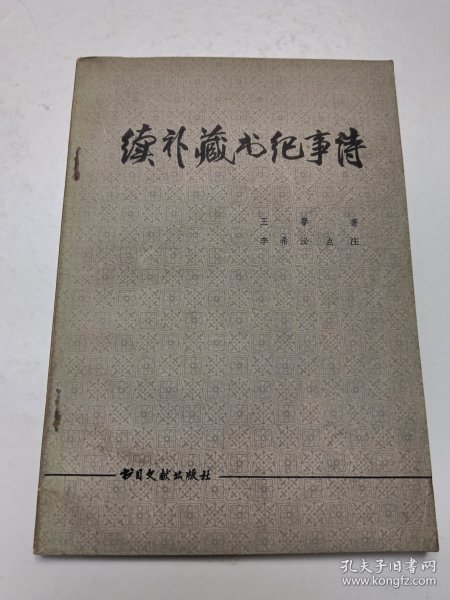 续补藏书纪事诗
王謇 著
李希泌 点注
书目文献出版社
孔夫子旧书网
www.kongfz.com